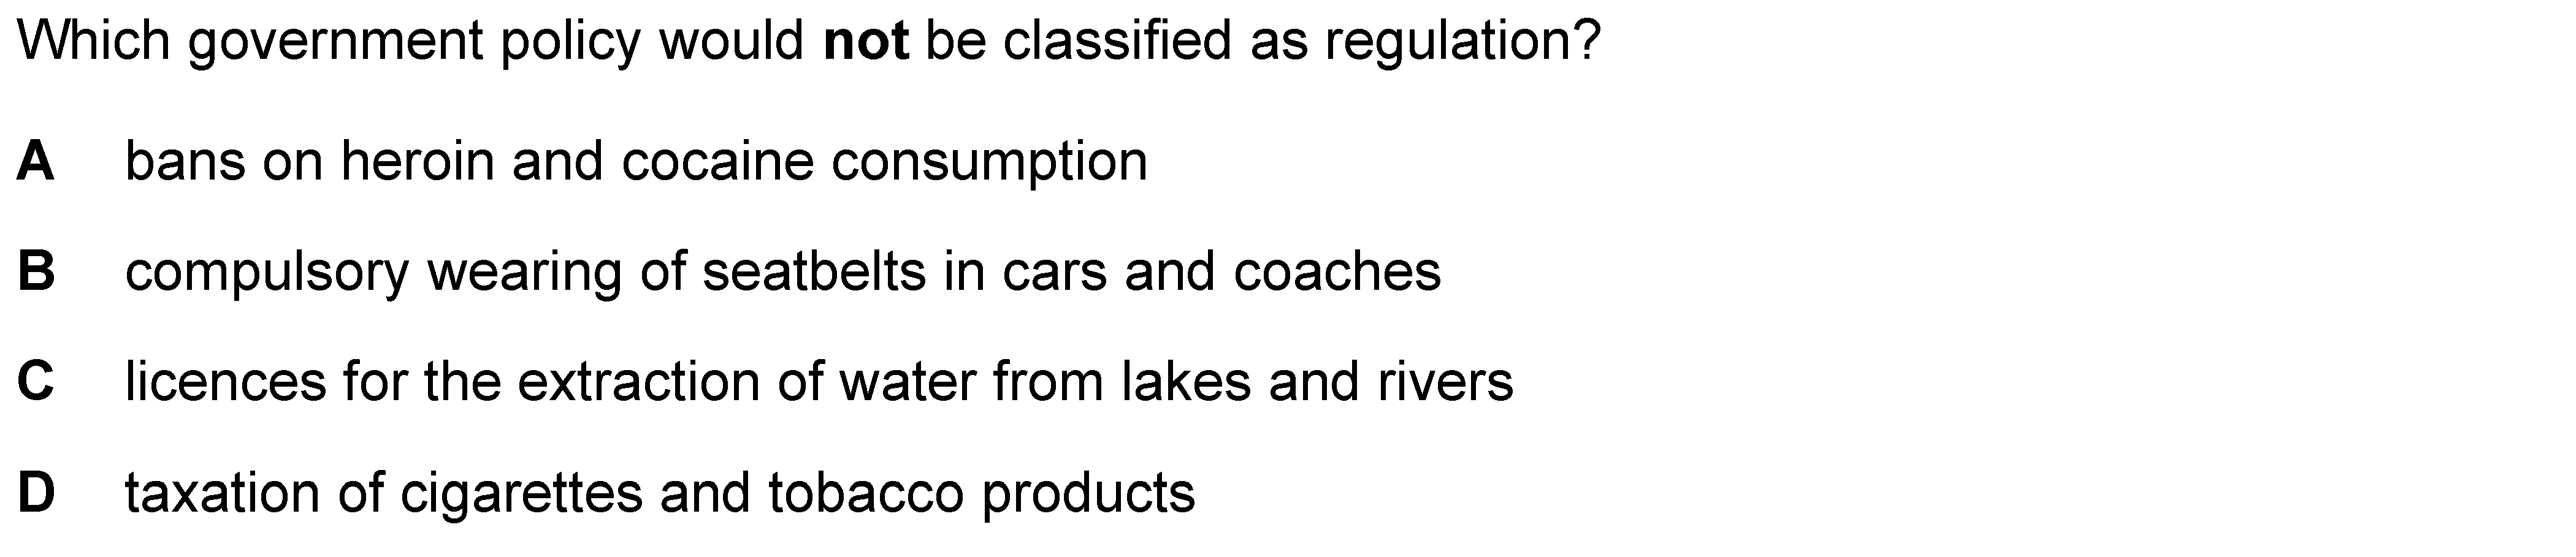 Which government policy would not be classified as regulation?
A bans on heroin and cocaine consumption
B compulsory wearing of seatbelts in cars and coaches
C licences for the extraction of water from lakes and rivers
D taxation of cigarettes and tobacco products